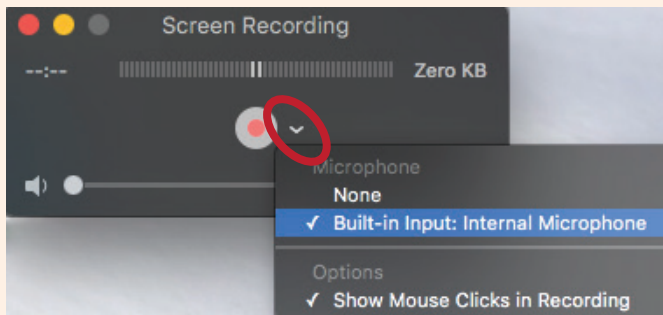 Screen Recording
--:-- Zero KB
Microphone
None
✓ Built-in Input: Internal Microphone
Options
✓ Show Mouse Clicks in Recording